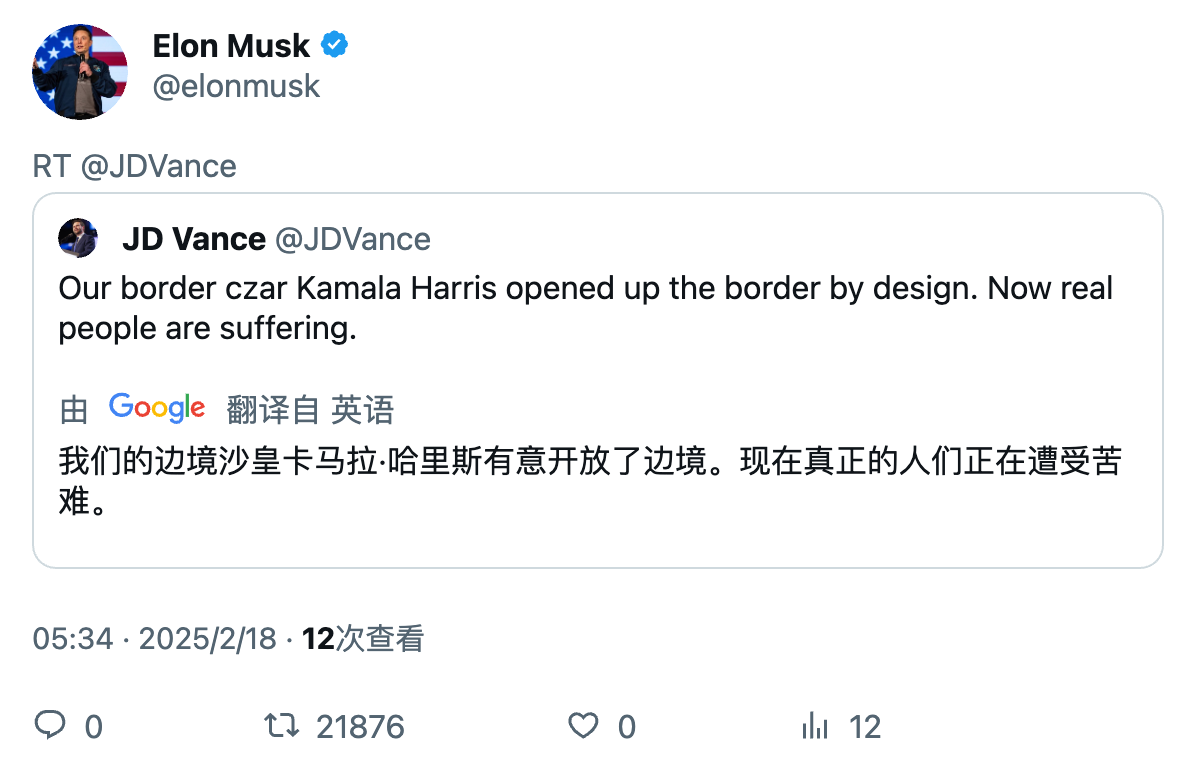 Elon Musk
@elonmusk
RT @JDVance
JD Vance @JDVance
Our border czar Kamala Harris opened up the border by design. Now real
people are suffering.
由 Google 翻译自 英语
我们的边境沙皇卡马拉·哈里斯有意开放了边境。现在真正的人们正在遭受苦
难。
05:34 · 2025/2/18 · 12次查看
0 21876 0 12